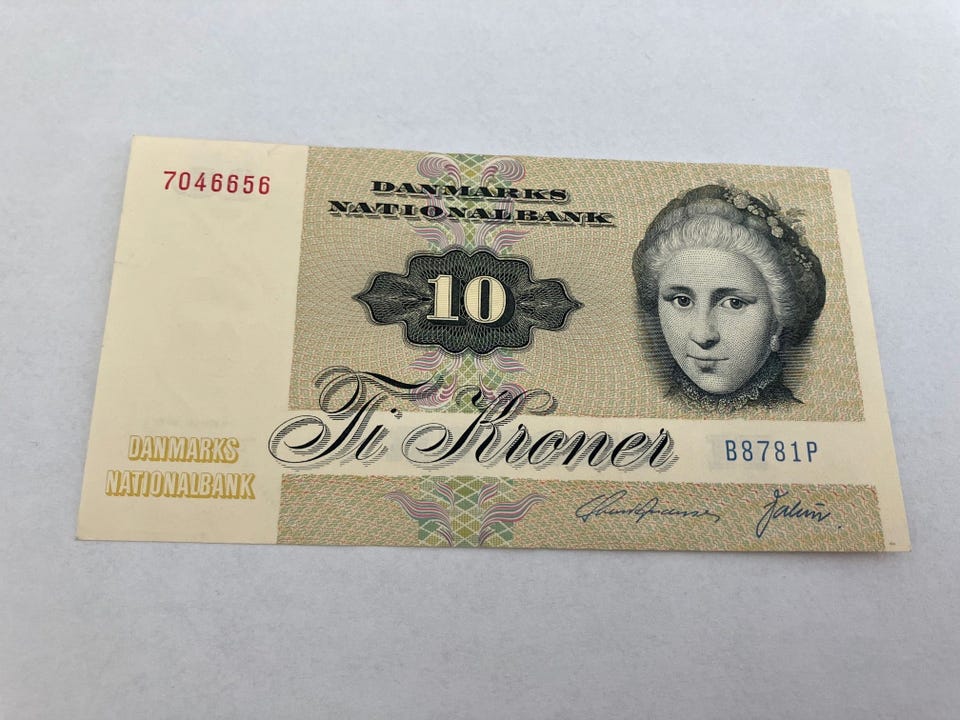 7046656
DANMARKS
NATIONALBANK
10
Ti Kroner
B8781P
DANMARKS
NATIONALBANK